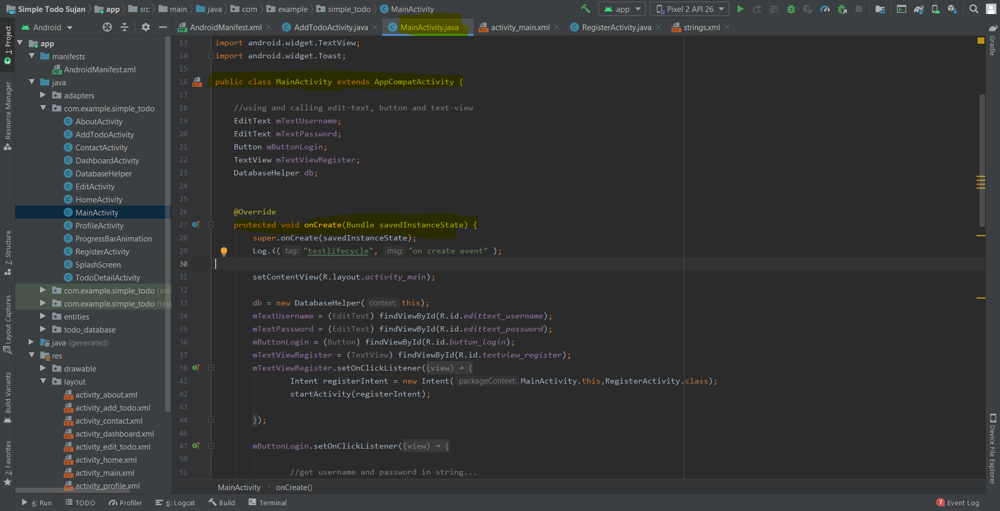 Simple Todo Sujan app src main java com example simple_todo MainActivity
app Pixel 2 API 26
Android
AndroidManifest.xml AddTodoActivity.java MainActivity.java activity_main.xml RegisterActivity.java strings.xml
1: Project
Resource Manager
7: Structure
Layout Captures
Build Variants
2: Favorites
app
manifests
AndroidManifest.xml
java
adapters
com.example.simple_todo
AboutActivity
AddTodoActivity
ContactActivity
DashboardActivity
DatabaseHelper
EditActivity
HomeActivity
MainActivity
ProfileActivity
ProgressBarAnimation
RegisterActivity
SplashScreen
TodoDetailActivity
com.example.simple_todo (and
com.example.simple_todo (test
entities
todo_database
java (generated)
res
drawable
layout
activity_about.xml
activity_add_todo.xml
activity_contact.xml
activity_dashboard.xml
activity_edit_todo.xml
activity_home.xml
activity_main.xml
activity_profile.xml
13 import android.widget.TextView;
14 import android.widget.Toast;
15
16 public class MainActivity extends AppCompatActivity {
17
18 //using and calling edit-text, button and text-view
19 EditText mTextUsername;
20 EditText mTextPassword;
21 Button mButtonLogin;
22 TextView mTextViewRegister;
23 DatabaseHelper db;
24
25
26 @Override
27 protected void onCreate(Bundle savedInstanceState) {
28 super.onCreate(savedInstanceState);
29 Log.i( tag: "testlifecycle", msg: "on create event" );
30
31 setContentView(R.layout.activity_main);
32
33 db = new DatabaseHelper( context: this);
34 mTextUsername = (EditText) findViewById(R.id.edittext_username);
35 mTextPassword = (EditText) findViewById(R.id.edittext_password);
36 mButtonLogin = (Button) findViewById(R.id.button_login);
37 mTextViewRegister = (TextView) findViewById(R.id.textview_register);
38 mTextViewRegister.setOnClickListener((view) → {
41 Intent registerIntent = new Intent( packageContext: MainActivity.this,RegisterActivity.class);
42 startActivity(registerIntent);
43
44 });
46
47 mButtonLogin.setOnClickListener((view) → {
50
51 //get username and password in string...
MainActivity onCreate()
Gradle
Device File Explorer
4: Run TODO Profiler 6: Logcat Build Terminal 7 Event Log